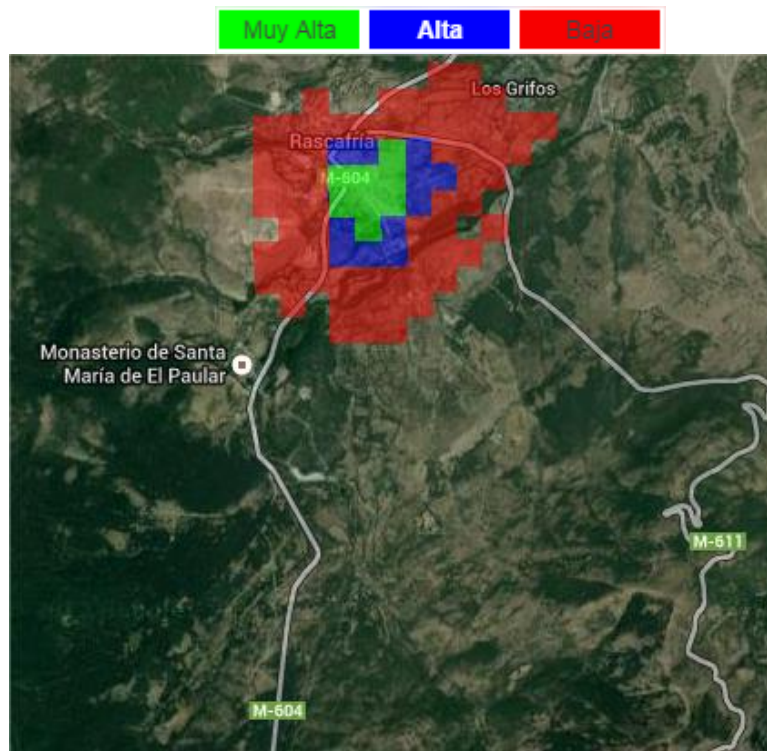 Muy Alta
Alta
Baja
Los Grifos
Rascafría
M-604
Monasterio de Santa
María de El Paular
M-611
M-604